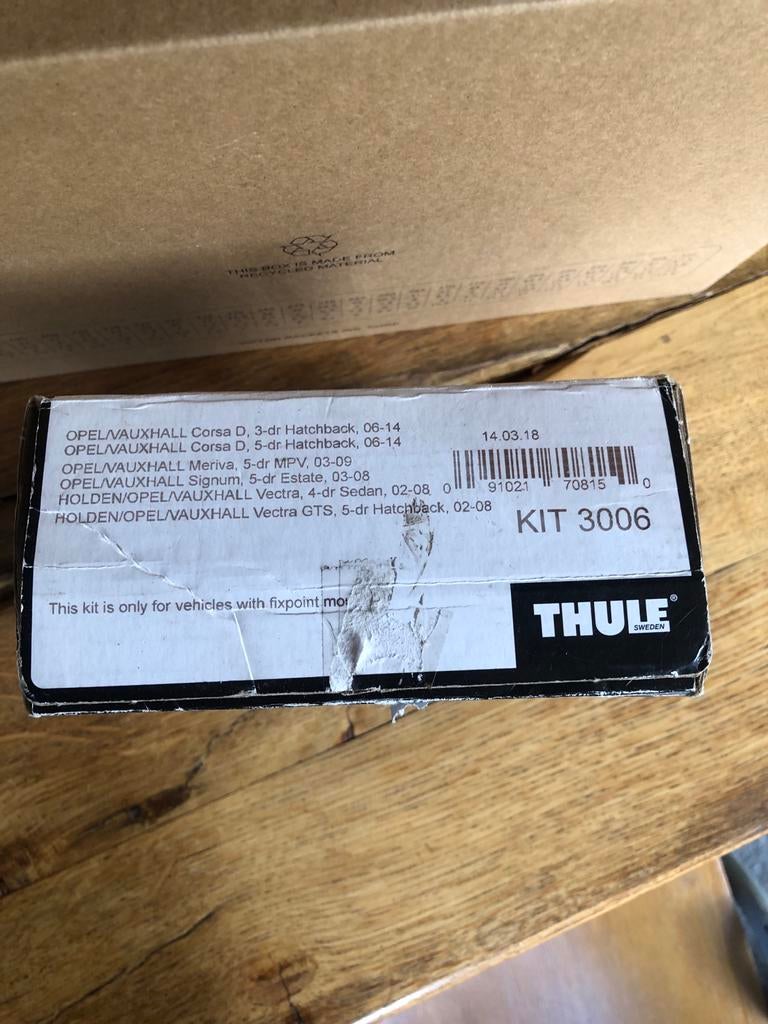 THIS BOX IS MADE FROM
RECYCLED MATERIAL
OPEL/VAUXHALL Corsa D, 3-dr Hatchback, 06-14
OPEL/VAUXHALL Corsa D, 5-dr Hatchback, 06-14
OPEL/VAUXHALL Meriva, 5-dr MPV, 03-09
OPEL/VAUXHALL Signum, 5-dr Estate, 03-08
HOLDEN/OPEL/VAUXHALL Vectra, 4-dr Sedan, 02-08
HOLDEN/OPEL/VAUXHALL Vectra GTS, 5-dr Hatchback, 02-08
14.03.18
0 91021 70815 0
KIT 3006
This kit is only for vehicles with fixpoint
THULE®
SWEDEN